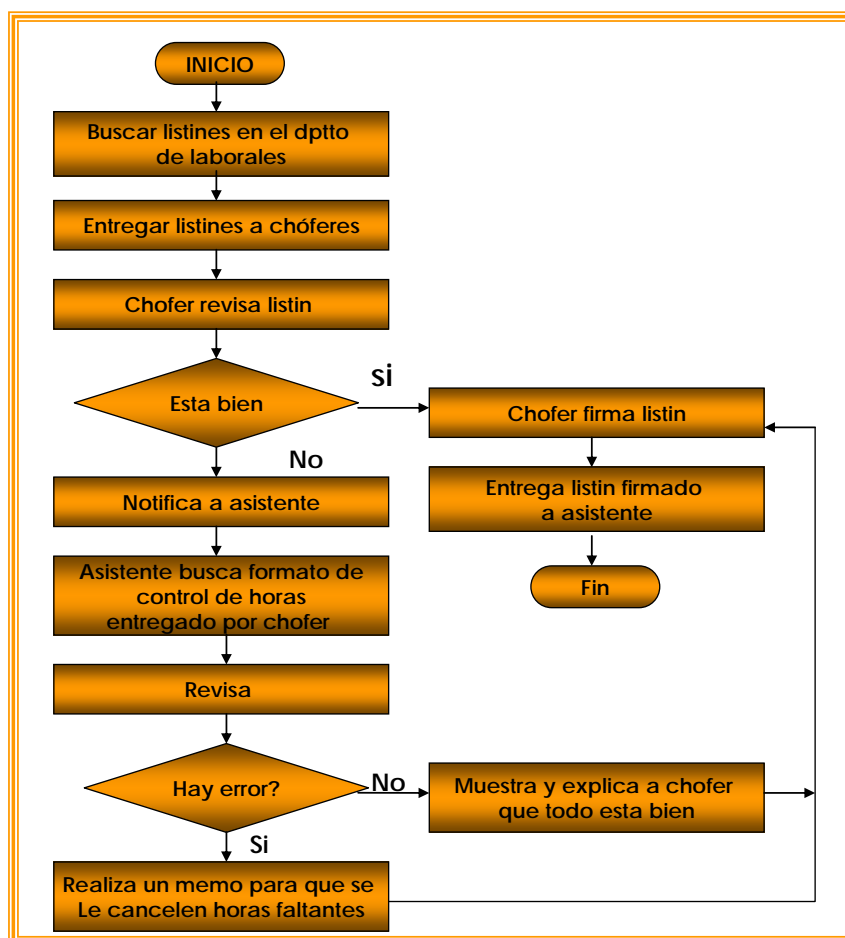 INICIO
Buscar listines en el dptto
de laborales
Entregar listines a chóferes
Chofer revisa listin
Esta bien
si
Chofer firma listin
No
Notifica a asistente
Entrega listin firmado
a asistente
Asistente busca formato de
control de horas
entregado por chofer
Fin
Revisa
Hay error?
No
Muestra y explica a chofer
que todo esta bien
Si
Realiza un memo para que se
Le cancelen horas faltantes